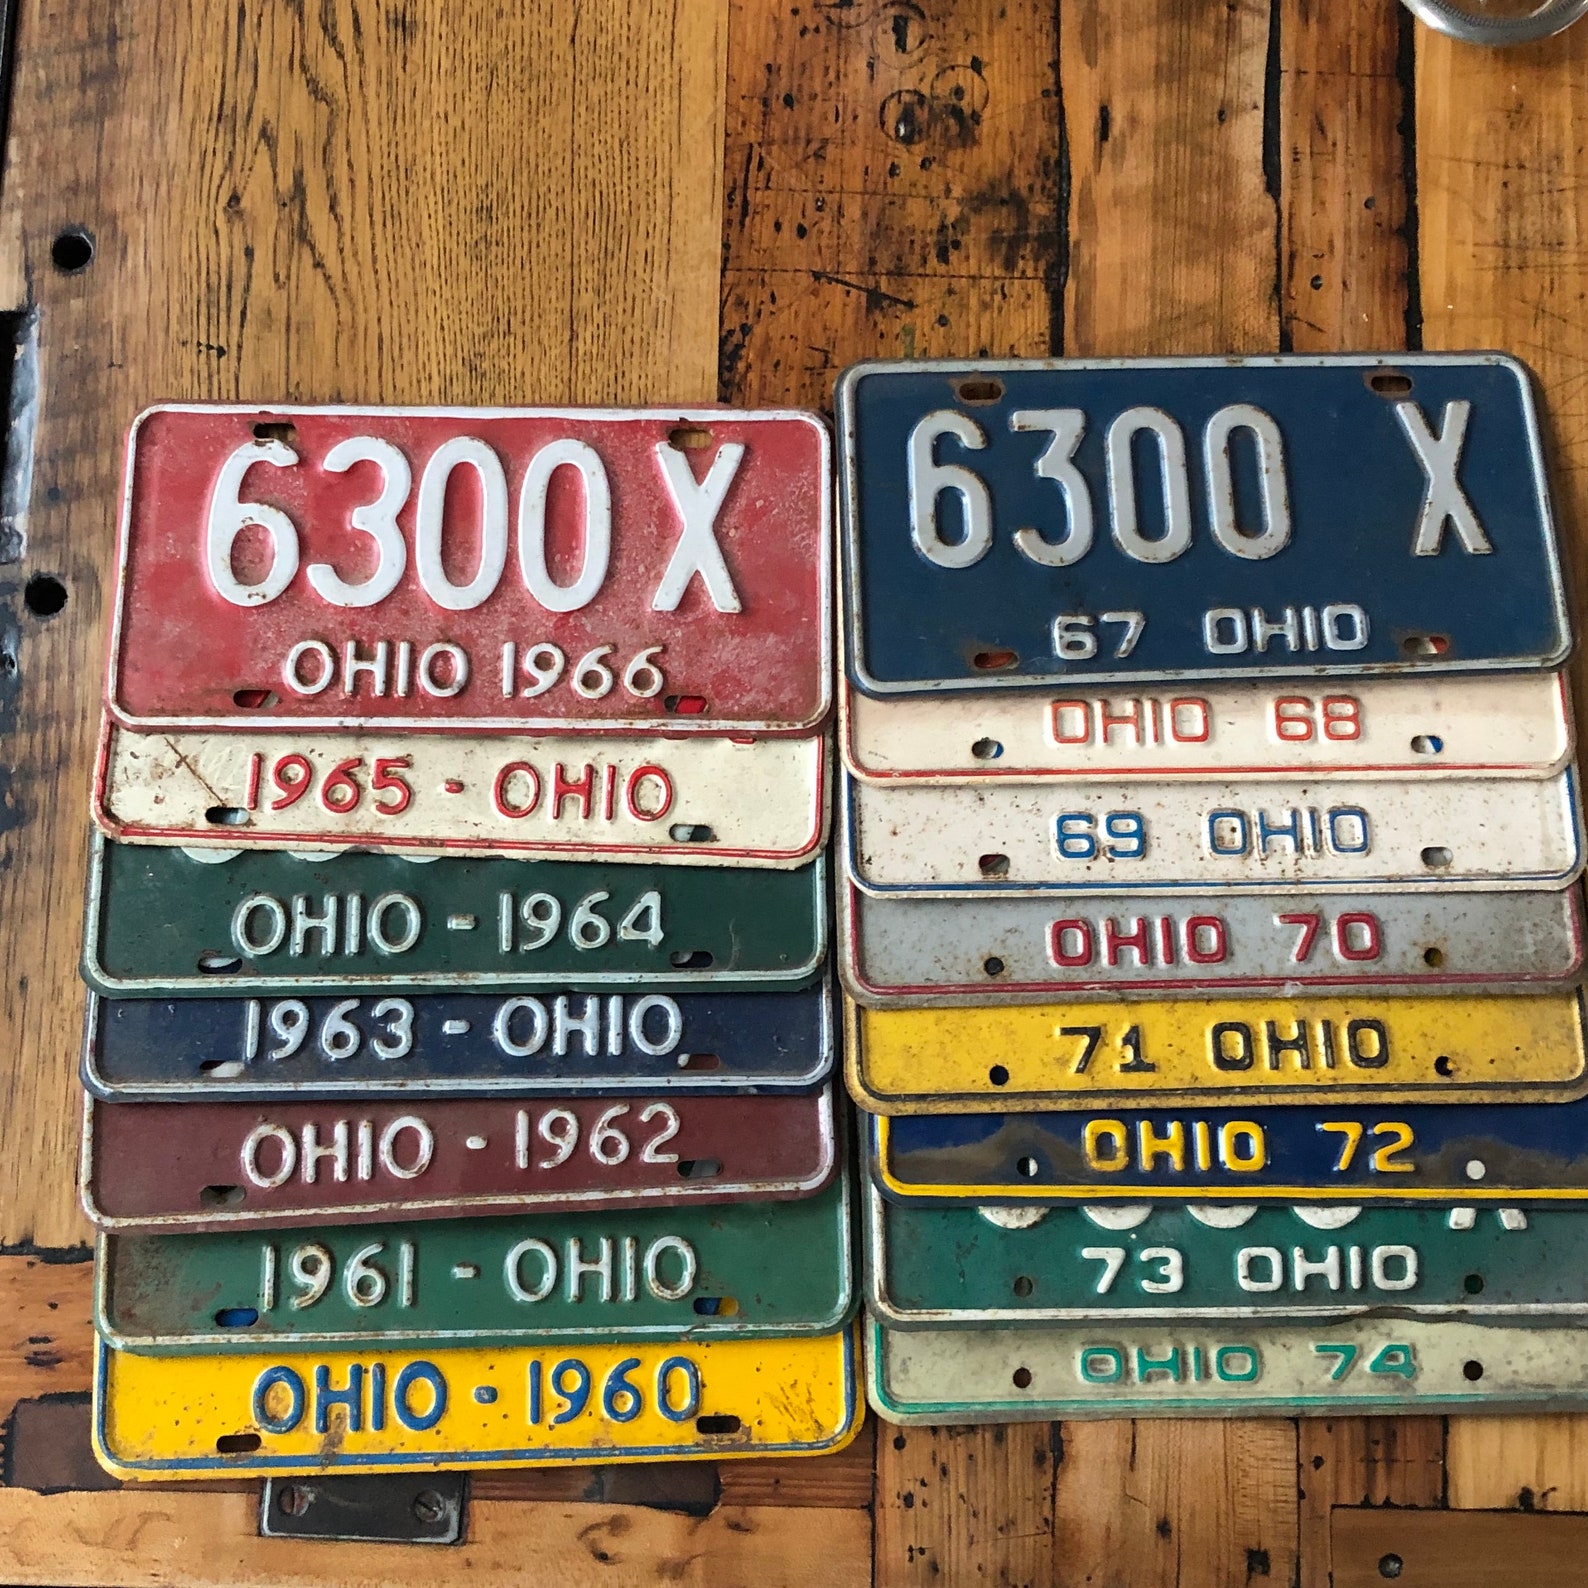 6300 X
OHIO 1966
1965 - OHIO
OHIO - 1964
1963 - OHIO
OHIO - 1962
1961 - OHIO
OHIO - 1960
6300 X
67 OHIO
OHIO 68
69 OHIO
OHIO 70
71 OHIO
OHIO 72
73 OHIO
OHIO 74